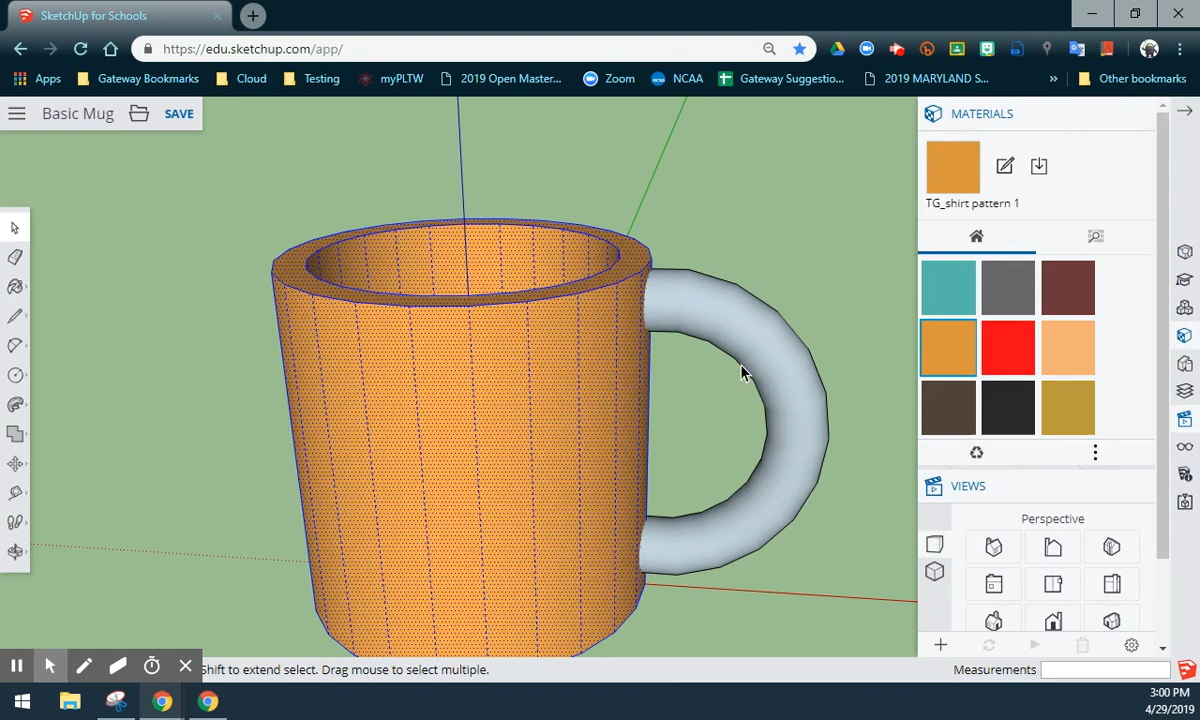 SketchUp for Schools
https://edu.sketchup.com/app/
Apps Gateway Bookmarks Cloud Testing myPLTW 2019 Open Master... Zoom NCAA Gateway Suggestio... 2019 MARYLAND S... » Other bookmarks
Basic Mug SAVE
MATERIALS
TG_shirt pattern 1
VIEWS
Perspective
Shift to extend select. Drag mouse to select multiple.
Measurements
3:00 PM
4/29/2019